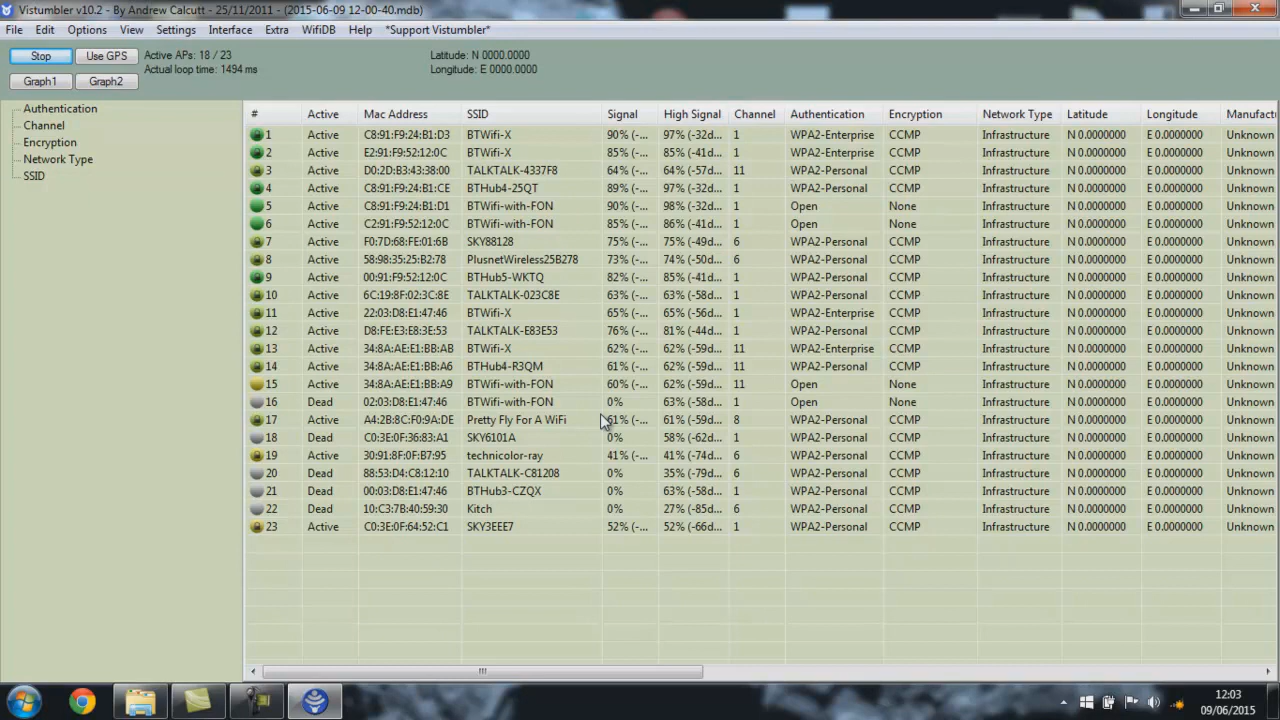 Vistumbler v10.2 - By Andrew Calcutt - 25/11/2011 - (2015-06-09 12-00-40.mdb)
File Edit Options View Settings Interface Extra WifiDB Help *Support Vistumbler*
Stop Use GPS Active APs: 18 / 23 Latitude: N 0000.0000
Actual loop time: 1494 ms Longitude: E 0000.0000
Graph1 Graph2
Authentication
Channel
Encryption
Network Type
SSID
# Active Mac Address SSID Signal High Signal Channel Authentication Encryption Network Type Latitude Longitude Manufact
1 Active C8:91:F9:24:B1:D3 BTWifi-X 90% (-... 97% (-32d... 1 WPA2-Enterprise CCMP Infrastructure N 0.0000000 E 0.0000000 Unknown
2 Active E2:91:F9:52:12:0C BTWifi-X 85% (-... 85% (-41d... 1 WPA2-Enterprise CCMP Infrastructure N 0.0000000 E 0.0000000 Unknown
3 Active D0:2D:B3:43:38:00 TALKTALK-4337F8 64% (-... 64% (-57d... 11 WPA2-Personal CCMP Infrastructure N 0.0000000 E 0.0000000 Unknown
4 Active C8:91:F9:24:B1:CE BTHub4-25QT 89% (-... 97% (-32d... 1 WPA2-Personal CCMP Infrastructure N 0.0000000 E 0.0000000 Unknown
5 Active C8:91:F9:24:B1:D1 BTWifi-with-FON 90% (-... 98% (-32d... 1 Open None Infrastructure N 0.0000000 E 0.0000000 Unknown
6 Active C2:91:F9:52:12:0C BTWifi-with-FON 85% (-... 86% (-41d... 1 Open None Infrastructure N 0.0000000 E 0.0000000 Unknown
7 Active F0:7D:68:FE:01:6B SKY88128 75% (-... 75% (-49d... 6 WPA2-Personal CCMP Infrastructure N 0.0000000 E 0.0000000 Unknown
8 Active 58:98:35:25:B2:78 PlusnetWireless25B278 73% (-... 74% (-50d... 6 WPA2-Personal CCMP Infrastructure N 0.0000000 E 0.0000000 Unknown
9 Active 00:91:F9:52:12:0C BTHub5-WKTQ 82% (-... 85% (-41d... 1 WPA2-Personal CCMP Infrastructure N 0.0000000 E 0.0000000 Unknown
10 Active 6C:19:8F:02:3C:8E TALKTALK-023C8E 63% (-... 63% (-58d... 1 WPA2-Personal CCMP Infrastructure N 0.0000000 E 0.0000000 Unknown
11 Active 22:03:D8:E1:47:46 BTWifi-X 65% (-... 65% (-56d... 1 WPA2-Enterprise CCMP Infrastructure N 0.0000000 E 0.0000000 Unknown
12 Active D8:FE:E3:E8:3E:53 TALKTALK-E83E53 76% (-... 81% (-44d... 1 WPA2-Personal CCMP Infrastructure N 0.0000000 E 0.0000000 Unknown
13 Active 34:8A:AE:E1:BB:AB BTWifi-X 62% (-... 62% (-59d... 11 WPA2-Enterprise CCMP Infrastructure N 0.0000000 E 0.0000000 Unknown
14 Active 34:8A:AE:E1:BB:A6 BTHub4-R3QM 61% (-... 62% (-59d... 11 WPA2-Personal CCMP Infrastructure N 0.0000000 E 0.0000000 Unknown
15 Active 34:8A:AE:E1:BB:A9 BTWifi-with-FON 60% (-... 62% (-59d... 11 Open None Infrastructure N 0.0000000 E 0.0000000 Unknown
16 Dead 02:03:D8:E1:47:46 BTWifi-with-FON 0% 63% (-58d... 1 Open None Infrastructure N 0.0000000 E 0.0000000 Unknown
17 Active A4:2B:8C:F0:9A:DE Pretty Fly For A WiFi 61% (-... 61% (-59d... 8 WPA2-Personal CCMP Infrastructure N 0.0000000 E 0.0000000 Unknown
18 Dead C0:3E:0F:36:83:A1 SKY6101A 0% 58% (-62d... 1 WPA2-Personal CCMP Infrastructure N 0.0000000 E 0.0000000 Unknown
19 Active 30:91:8F:0F:B7:95 technicolor-ray 41% (-... 41% (-74d... 6 WPA2-Personal CCMP Infrastructure N 0.0000000 E 0.0000000 Unknown
20 Dead 88:53:D4:C8:12:10 TALKTALK-C81208 0% 35% (-79d... 6 WPA2-Personal CCMP Infrastructure N 0.0000000 E 0.0000000 Unknown
21 Dead 00:03:D8:E1:47:46 BTHub3-CZQX 0% 63% (-58d... 1 WPA2-Personal CCMP Infrastructure N 0.0000000 E 0.0000000 Unknown
22 Dead 10:C3:7B:40:59:30 Kitch 0% 27% (-85d... 6 WPA2-Personal CCMP Infrastructure N 0.0000000 E 0.0000000 Unknown
23 Active C0:3E:0F:64:52:C1 SKY3EEE7 52% (-... 52% (-66d... 1 WPA2-Personal CCMP Infrastructure N 0.0000000 E 0.0000000 Unknown
12:03
09/06/2015